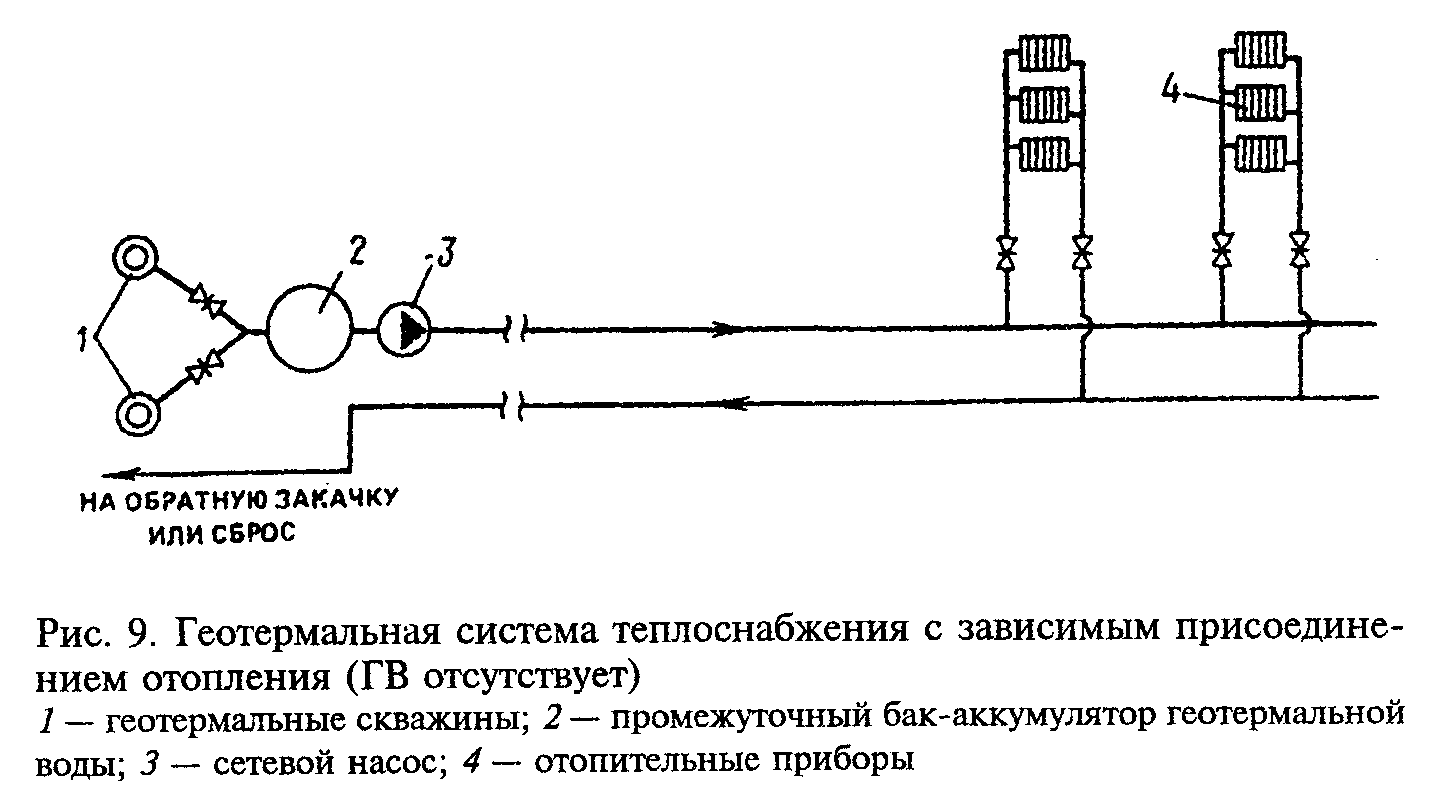 4
2
3
1
НА ОБРАТНУЮ ЗАКАЧКУ
ИЛИ СБРОС
Рис. 9. Геотермальная система теплоснабжения с зависимым присоедине-
нием отопления (ГВ отсутствует)
1 — геотермальные скважины; 2 — промежуточный бак-аккумулятор геотермальной
воды; 3 — сетевой насос; 4 — отопительные приборы